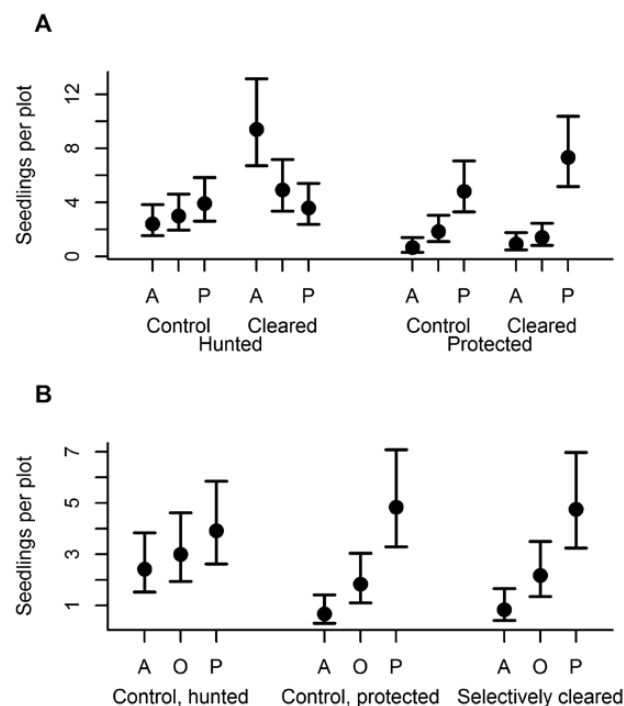 A
Seedlings per plot
12
8
4
0
A P A P A P A P
Control Cleared Control Cleared
Hunted Protected
B
Seedlings per plot
7
5
3
1
A O P A O P A O P
Control, hunted Control, protected Selectively cleared